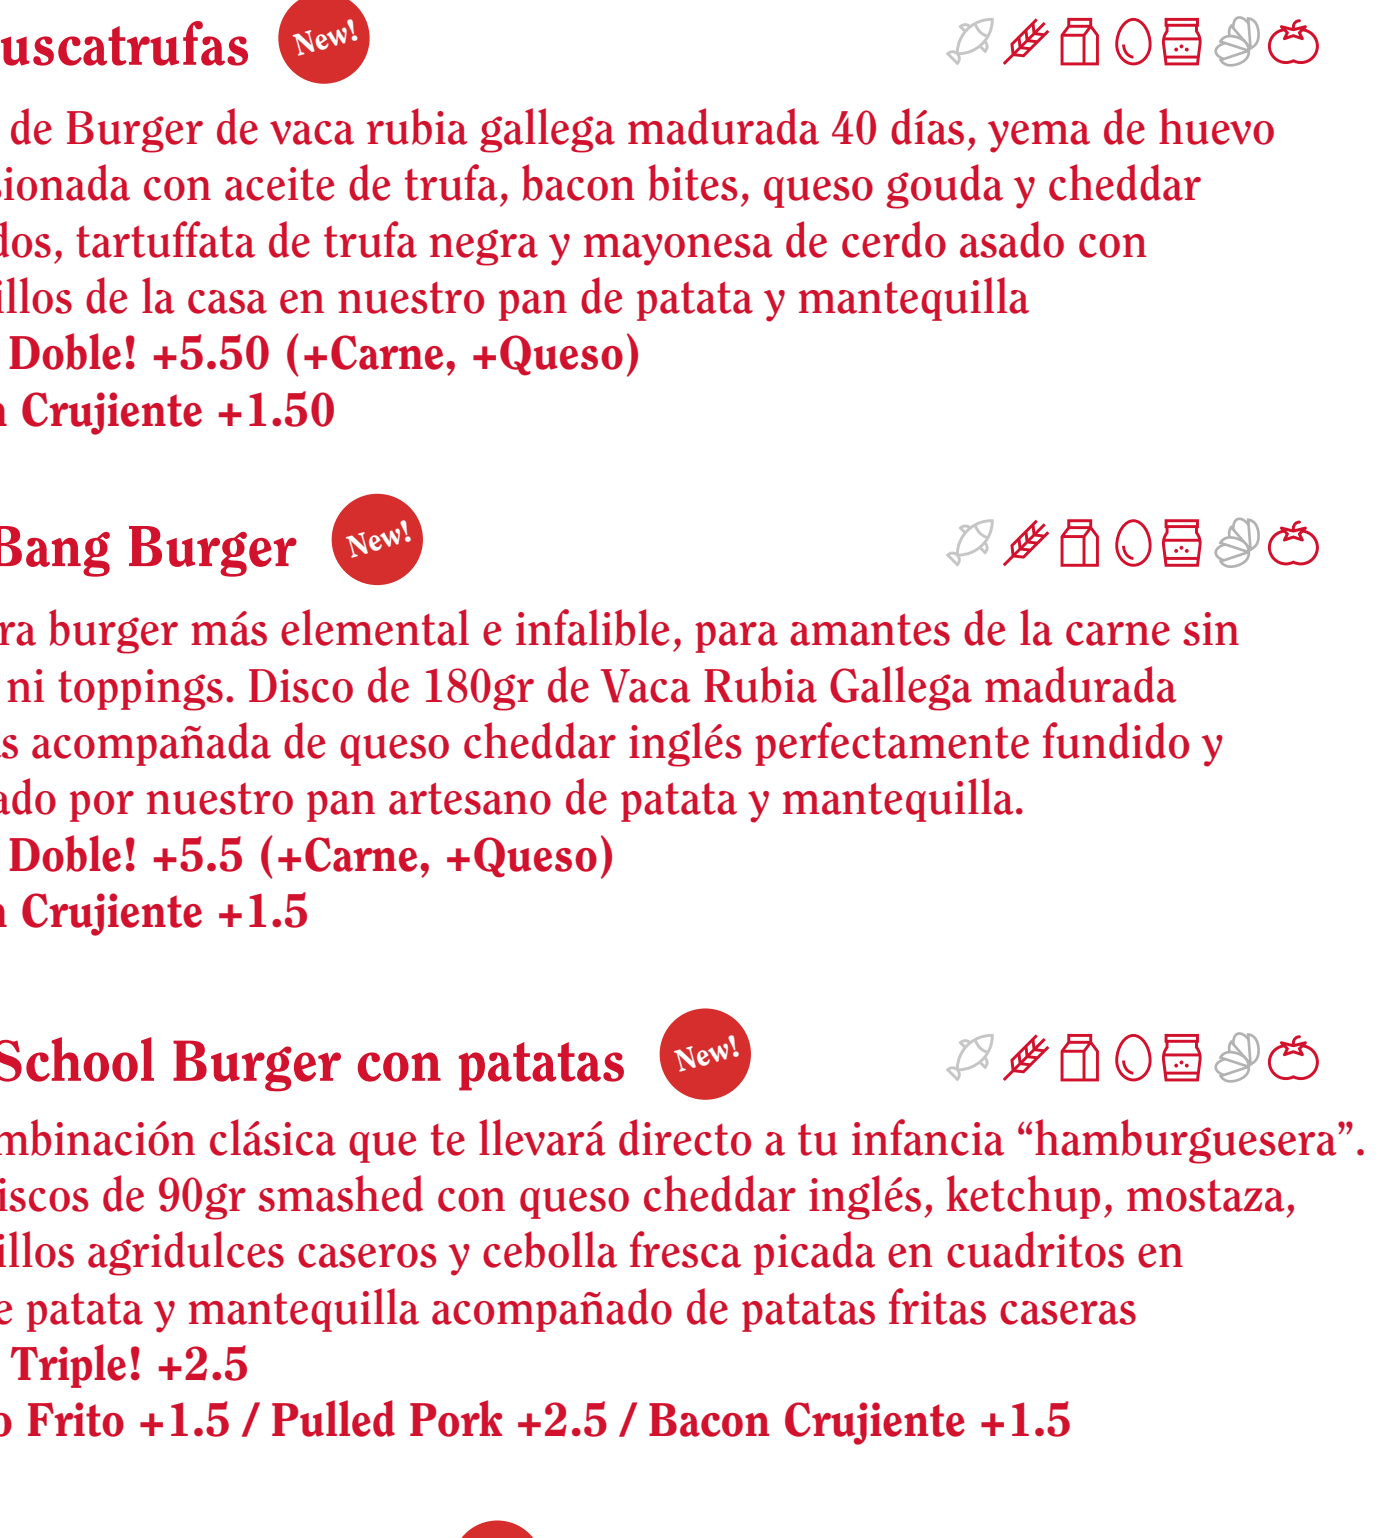 uscatrufas New!
de Burger de vaca rubia gallega madurada 40 días, yema de huevo
sionada con aceite de trufa, bacon bites, queso gouda y cheddar
dos, tartuffata de trufa negra y mayonesa de cerdo asado con
illos de la casa en nuestro pan de patata y mantequilla
Doble! +5.50 (+Carne, +Queso)
n Crujiente +1.50
Bang Burger New!
ra burger más elemental e infalible, para amantes de la carne sin
ni toppings. Disco de 180gr de Vaca Rubia Gallega madurada
as acompañada de queso cheddar inglés perfectamente fundido y
ado por nuestro pan artesano de patata y mantequilla.
Doble! +5.5 (+Carne, +Queso)
n Crujiente +1.5
School Burger con patatas New!
mbinación clásica que te llevará directo a tu infancia “hamburguesera”.
iscos de 90gr smashed con queso cheddar inglés, ketchup, mostaza,
illos agridulces caseros y cebolla fresca picada en cuadritos en
e patata y mantequilla acompañado de patatas fritas caseras
Triple! +2.5
o Frito +1.5 / Pulled Pork +2.5 / Bacon Crujiente +1.5